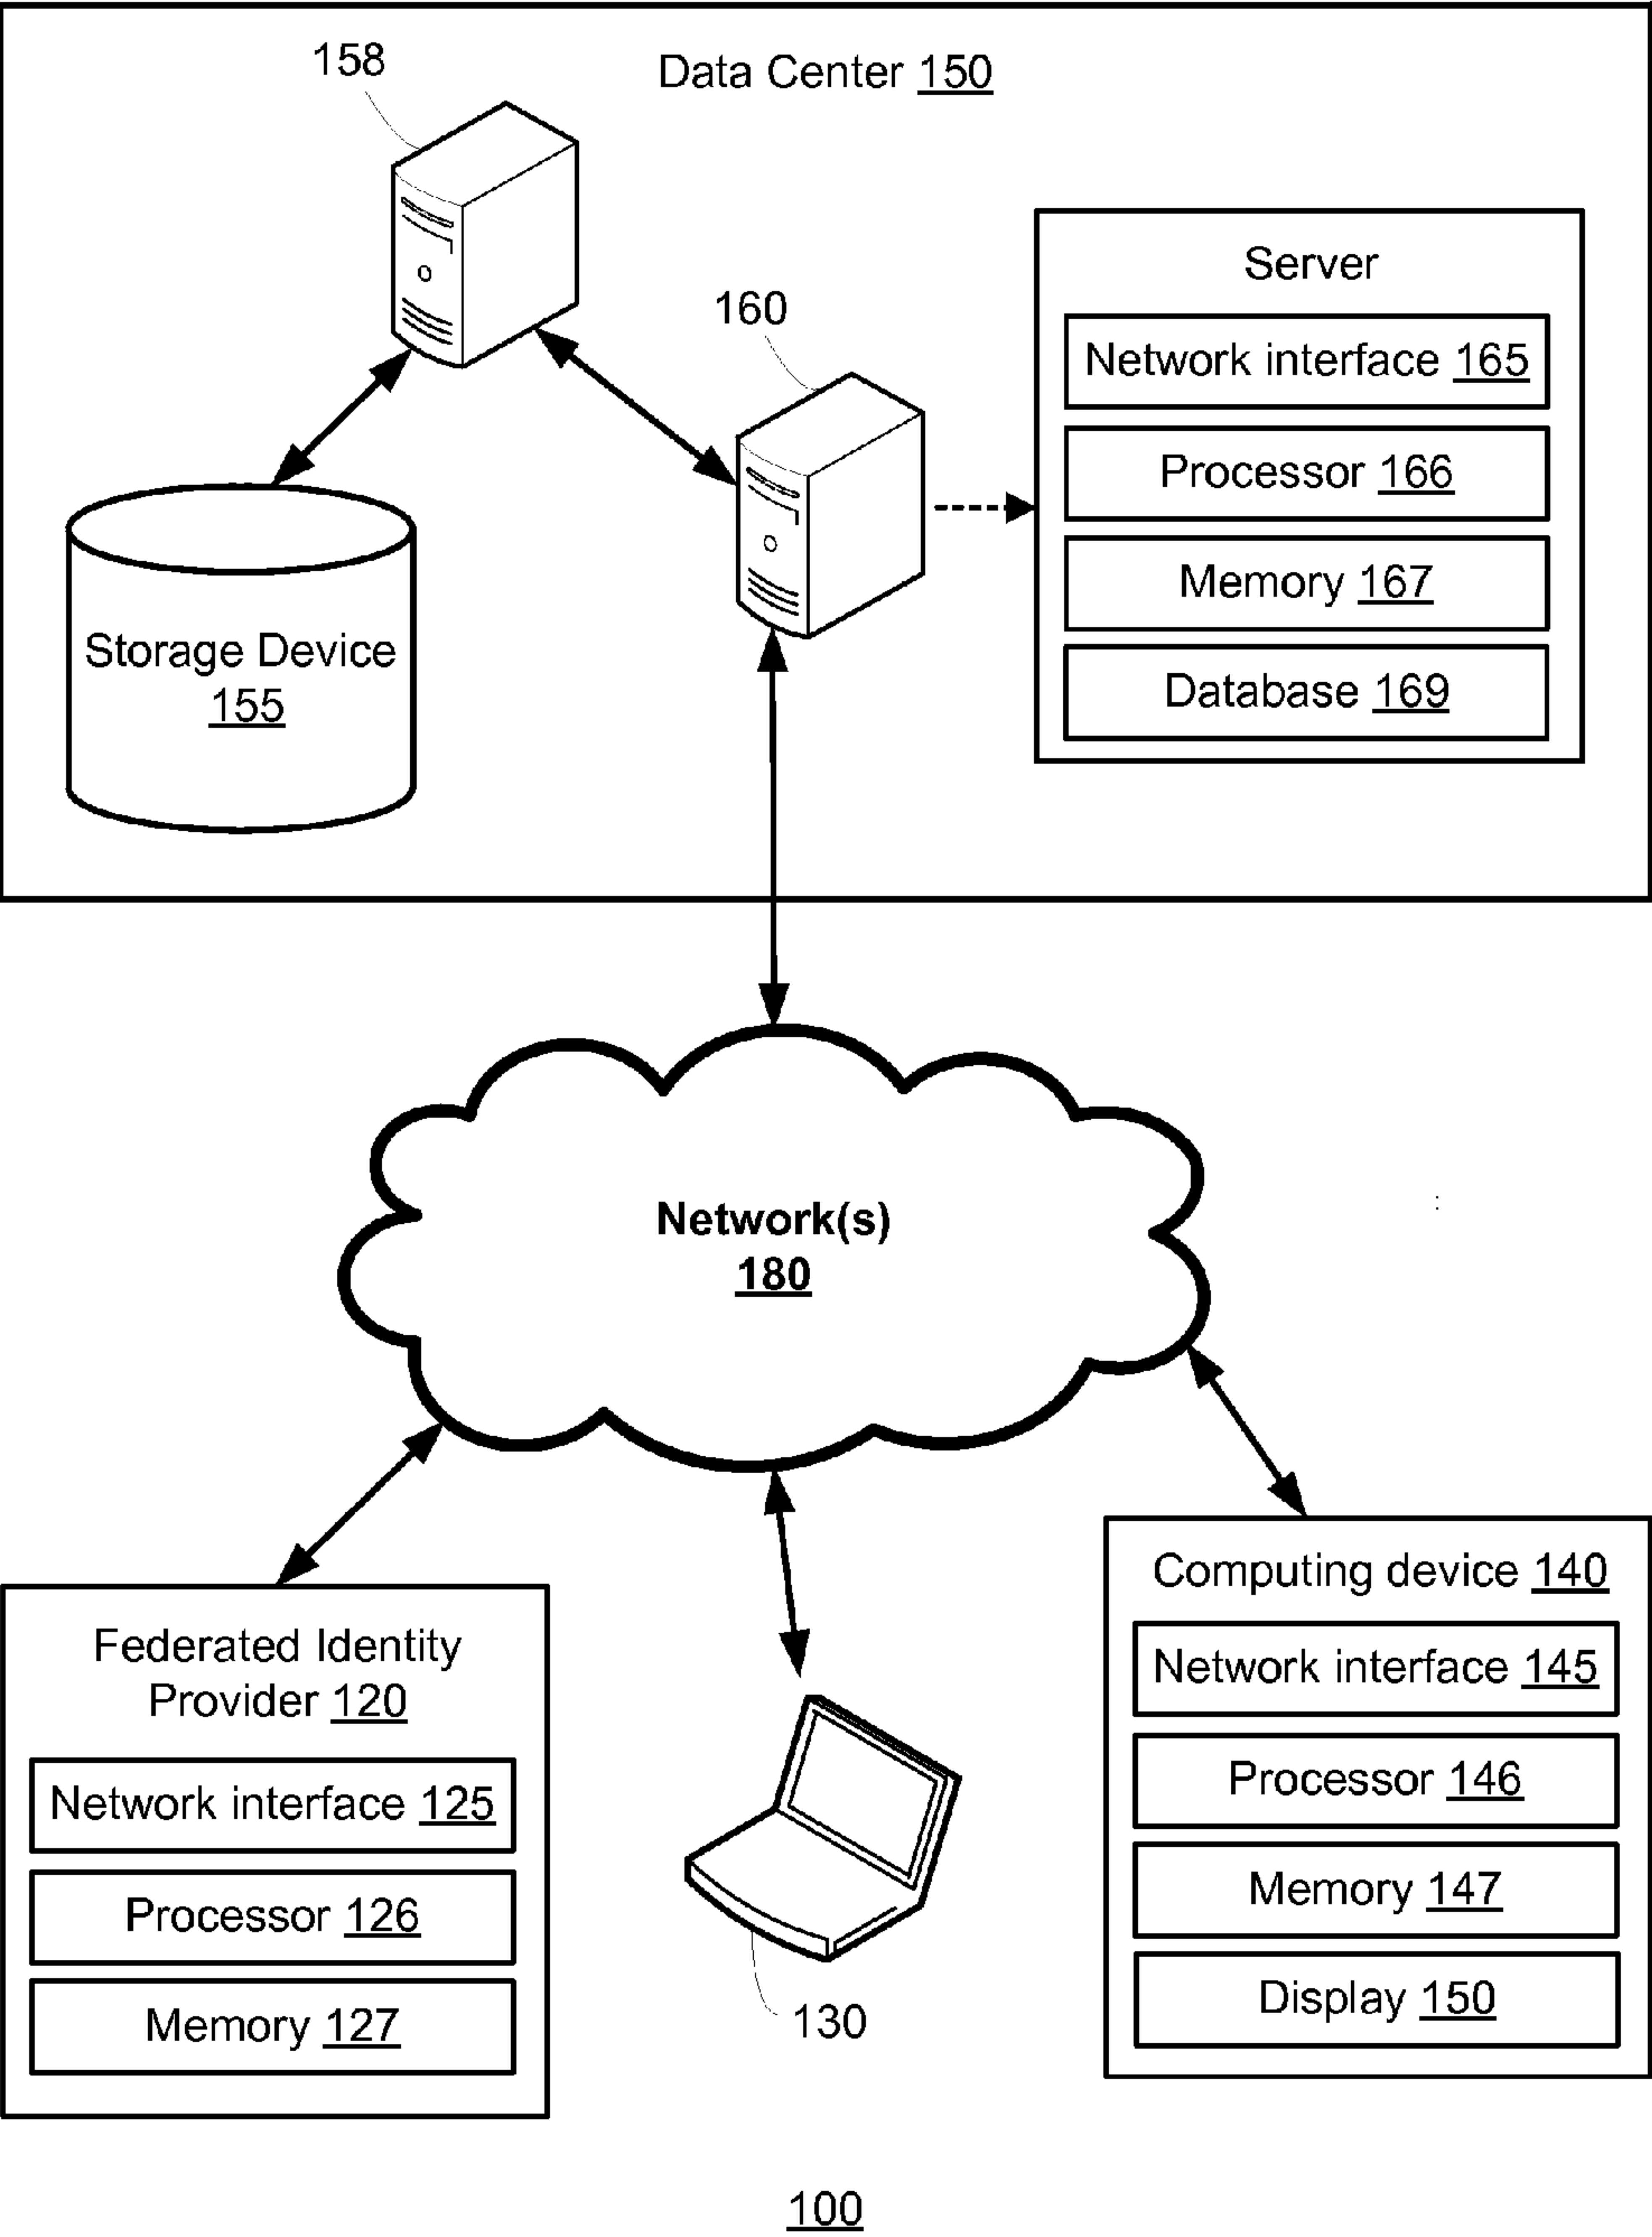 158
Data Center 150
Server
160
Network interface 165
Processor 166
Memory 167
Database 169
Storage Device
155
Network(s)
180
Federated Identity
Provider 120
Network interface 125
Processor 126
Memory 127
130
Computing device 140
Network interface 145
Processor 146
Memory 147
Display 150
100